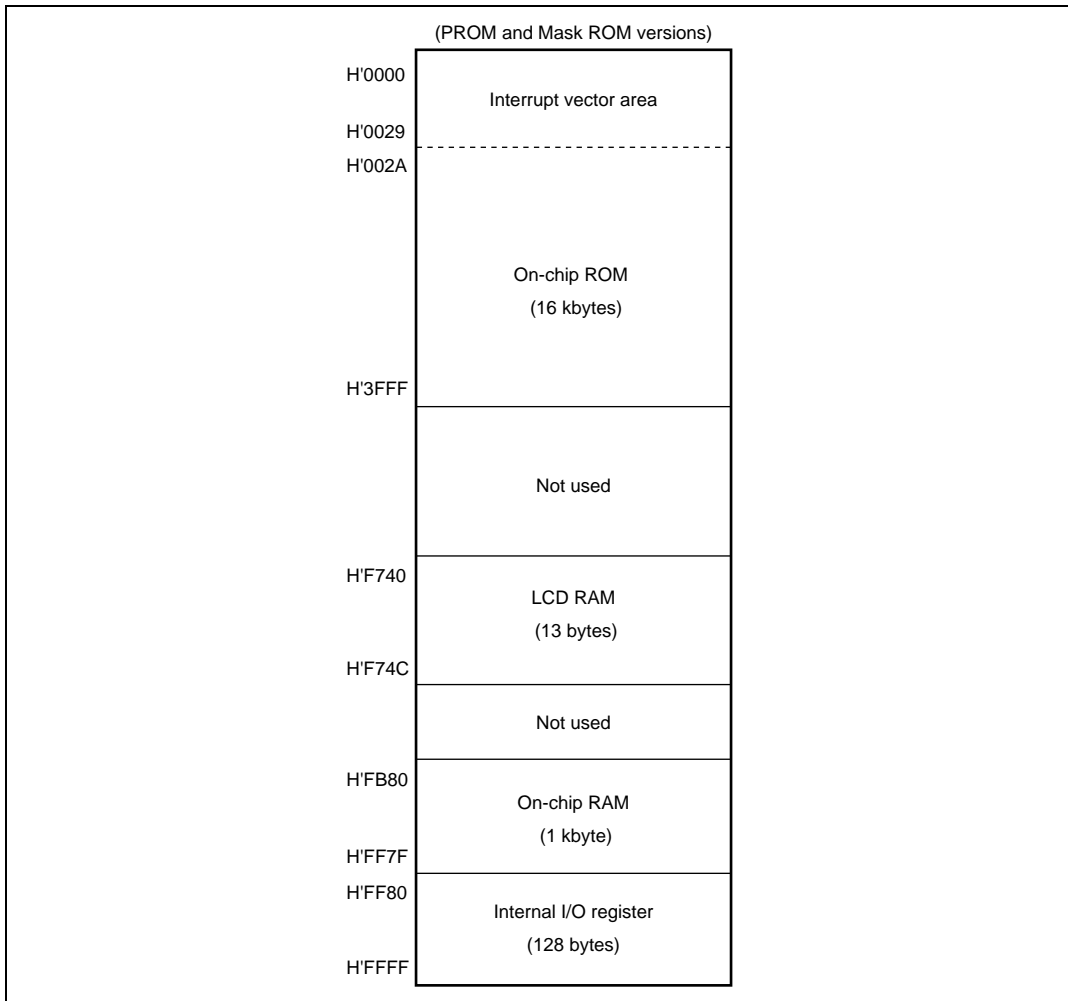 (PROM and Mask ROM versions)
H'0000
Interrupt vector area
H'0029
H'002A
On-chip ROM
(16 kbytes)
H'3FFF
Not used
H'F740
LCD RAM
(13 bytes)
H'F74C
Not used
H'FB80
On-chip RAM
(1 kbyte)
H'FF7F
H'FF80
Internal I/O register
(128 bytes)
H'FFFF